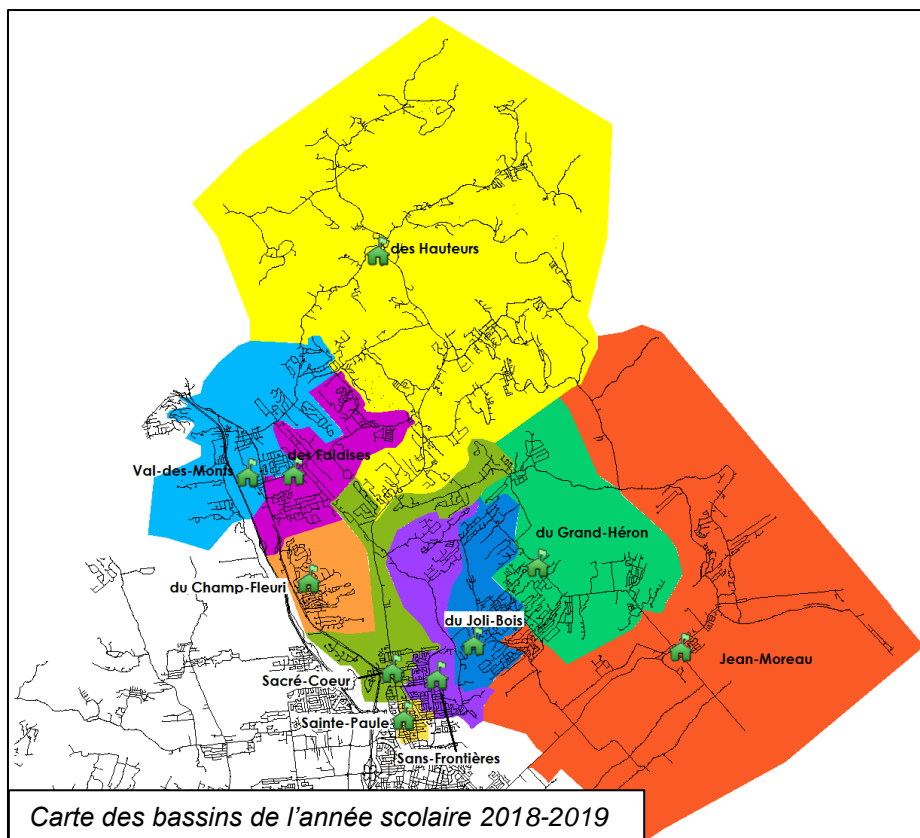 des Hauteurs
des Falaises
Val-des-Monts
du Grand-Héron
du Champ-Fleuri
du Joli-Bois
Jean-Moreau
Sacré-Coeur
Sainte-Paule
Sans-Frontières
Carte des bassins de l'année scolaire 2018-2019